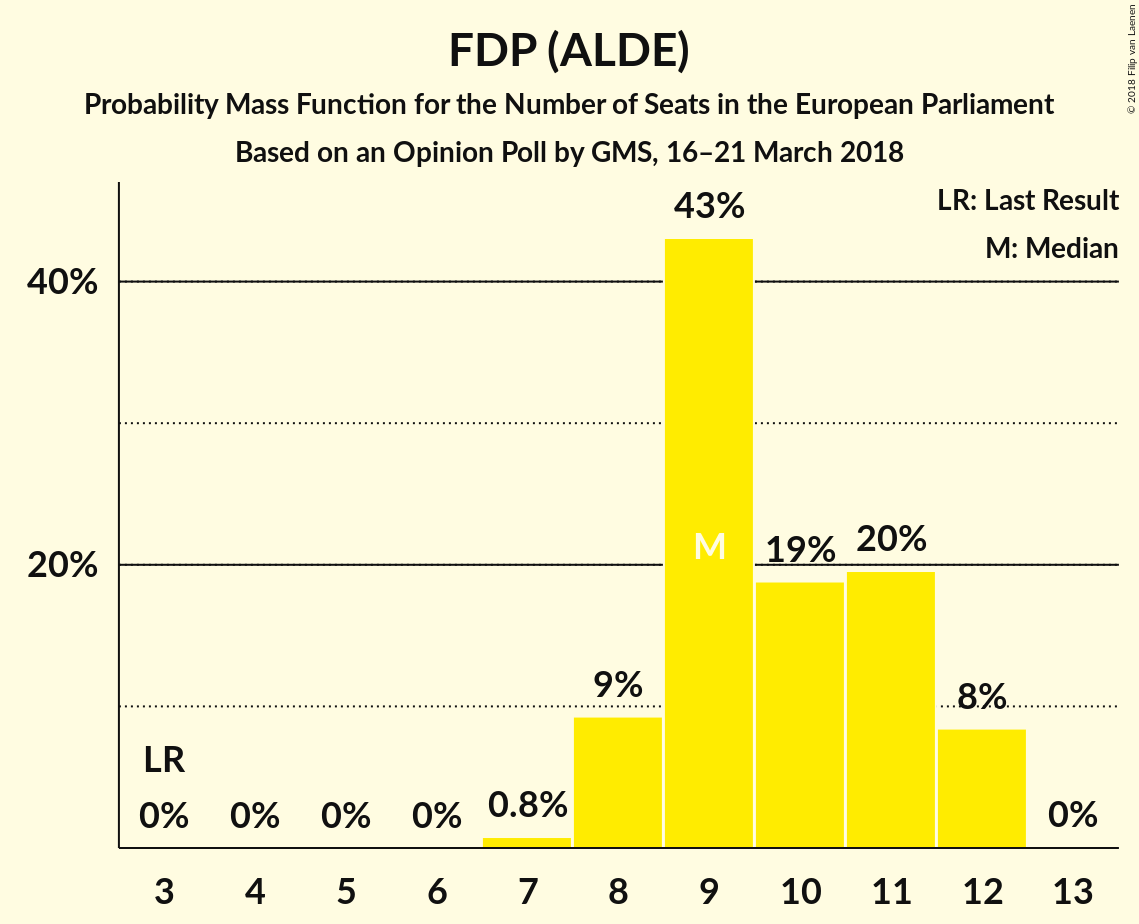 FDP (ALDE)
Probability Mass Function for the Number of Seats in the European Parliament
Based on an Opinion Poll by GMS, 16–21 March 2018
© 2018 Filip van Laenen
LR: Last Result
M: Median
43%
40%
M
19%
20%
20%
9%
8%
LR
0%
0%
0%
0%
0.8%
0%
3 4 5 6 7 8 9 10 11 12 13